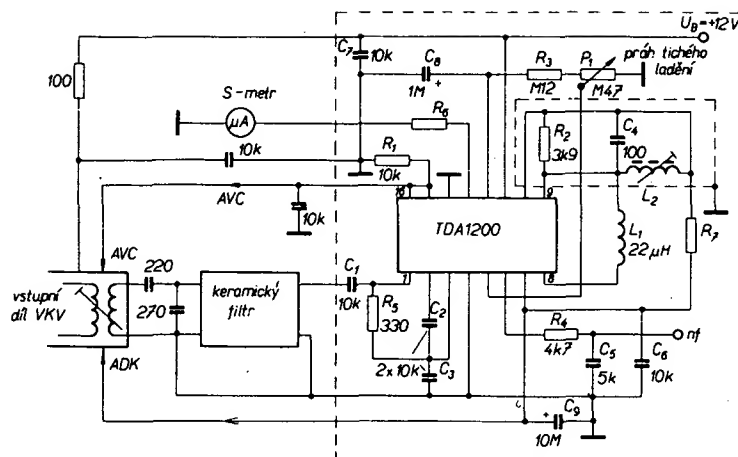 U_B = +12V
C7
10k
C8
1M
+
R3
M12
P1
M47
práh tichého
ladění
100
S-metr
µA
R6
10k
R1
10k
R2
3k9
C4
100
L2
AVC
10k
16
9
TDA1200
1
8
L1
22µH
R7
AVC
220
270
vstupní
díl VKV
keramický
filtr
C1
10k
R5
330
C2
2x10k
C3
R4
4k7
nf
C5
5k
C6
10k
ADK
+
C9
10M